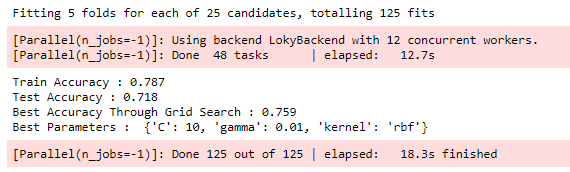 Fitting 5 folds for each of 25 candidates, totalling 125 fits
[Parallel(n_jobs=-1)]: Using backend LokyBackend with 12 concurrent workers.
[Parallel(n_jobs=-1)]: Done  48 tasks      | elapsed:   12.7s
Train Accuracy : 0.787
Test Accuracy : 0.718
Best Accuracy Through Grid Search : 0.759
Best Parameters :  {'C': 10, 'gamma': 0.01, 'kernel': 'rbf'}
[Parallel(n_jobs=-1)]: Done 125 out of 125 | elapsed:   18.3s finished